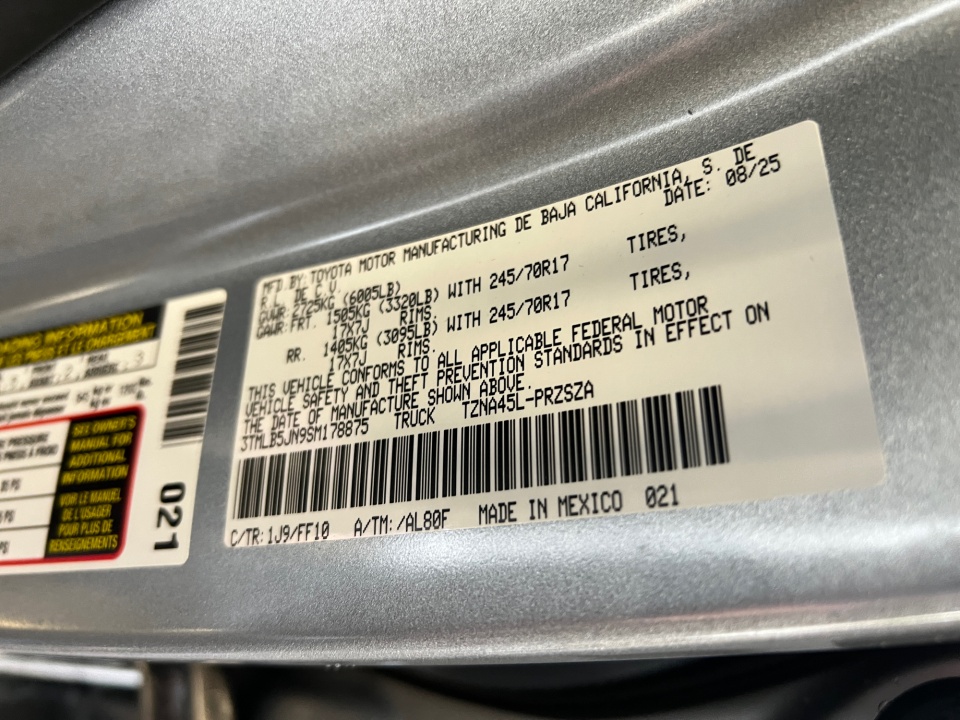 MFD.BY:TOYOTA MOTOR MANUFACTURING DE BAJA CALIFORNIA, S. DE
R.L. DE C.V. DATE: 08/25
GVWR:2725KG (6005LB)
GAWR:FRT. 1505KG (3320LB) WITH 245/70R17 TIRES,
17X7J RIMS.
RR. 1405KG (3095LB) WITH 245/70R17 TIRES,
17X7J RIMS.
THIS VEHICLE CONFORMS TO ALL APPLICABLE FEDERAL MOTOR
VEHICLE SAFETY AND THEFT PREVENTION STANDARDS IN EFFECT ON
THE DATE OF MANUFACTURE SHOWN ABOVE.
3TMLB5JN9SM178875 TRUCK TZNA45L-PRZSZA
C/TR:1J9/FF10 A/TM:/AL80F MADE IN MEXICO 021
INFORMATION
SEE OWNER'S
MANUAL FOR
ADDITIONAL
INFORMATION
VOIR LE MANUEL
DE L'USAGER
POUR PLUS DE
RENSEIGNEMENTS
021